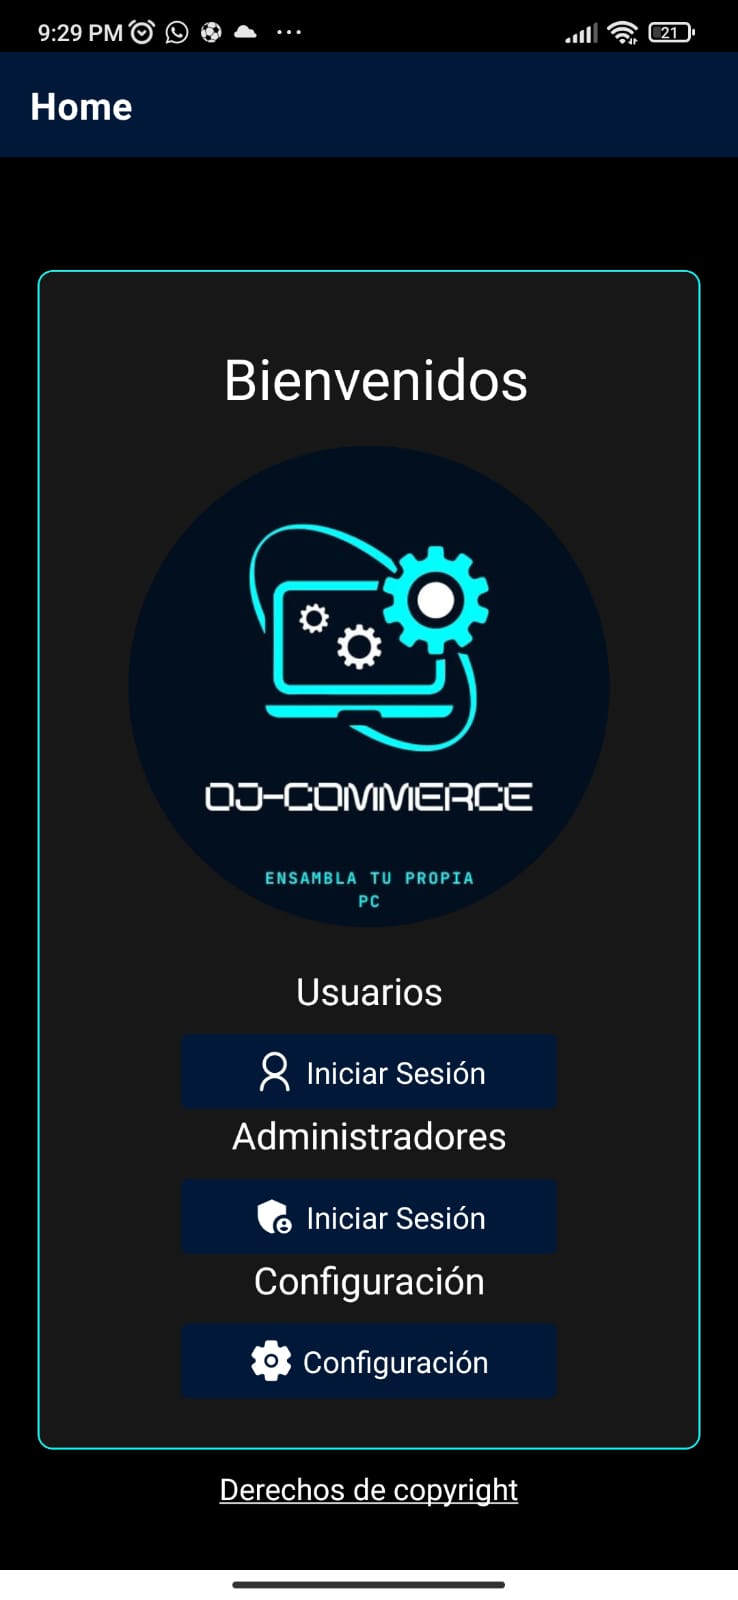 9:29 PM
21
Home
Bienvenidos
OJ-COMMERCE
ENSAMBLA TU PROPIA
PC
Usuarios
Iniciar Sesión
Administradores
Iniciar Sesión
Configuración
Configuración
Derechos de copyright